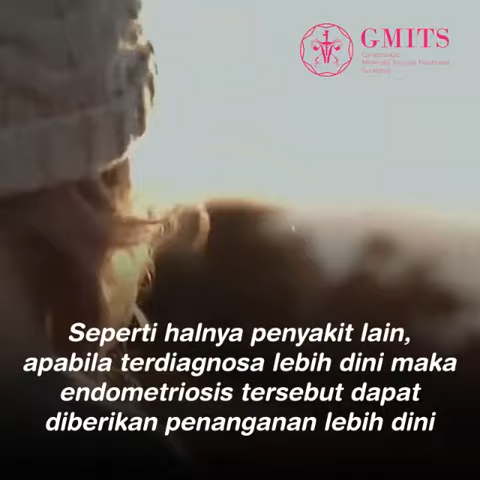 GMITS
Seperti halnya penyakit lain,
apabila terdiagnosa lebih dini maka
endometriosis tersebut dapat
diberikan penanganan lebih dini